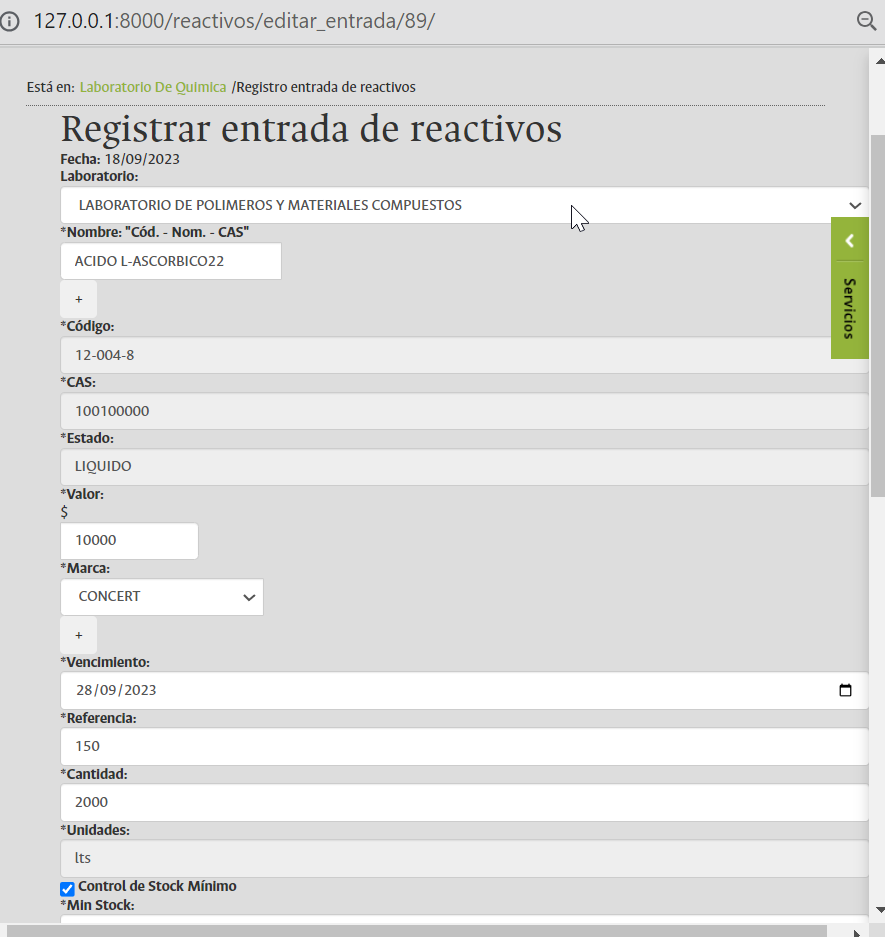 127.0.0.1:8000/reactivos/editar_entrada/89/
Está en: Laboratorio De Quimica /Registro entrada de reactivos
Registrar entrada de reactivos
Fecha: 18/09/2023
Laboratorio:
LABORATORIO DE POLIMEROS Y MATERIALES COMPUESTOS
*Nombre: "Cód. - Nom. - CAS"
ACIDO L-ASCORBICO22
+
Servicios
*Código:
12-004-8
*CAS:
100100000
*Estado:
LIQUIDO
*Valor:
$
10000
*Marca:
CONCERT
+
*Vencimiento:
28/09/2023
*Referencia:
150
*Cantidad:
2000
*Unidades:
lts
Control de Stock Mínimo
*Min Stock: